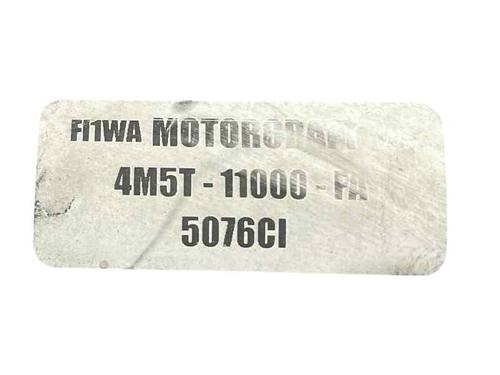 FI1WA MOTORCRAFT
4M5T - 11000 - FA
5076CI